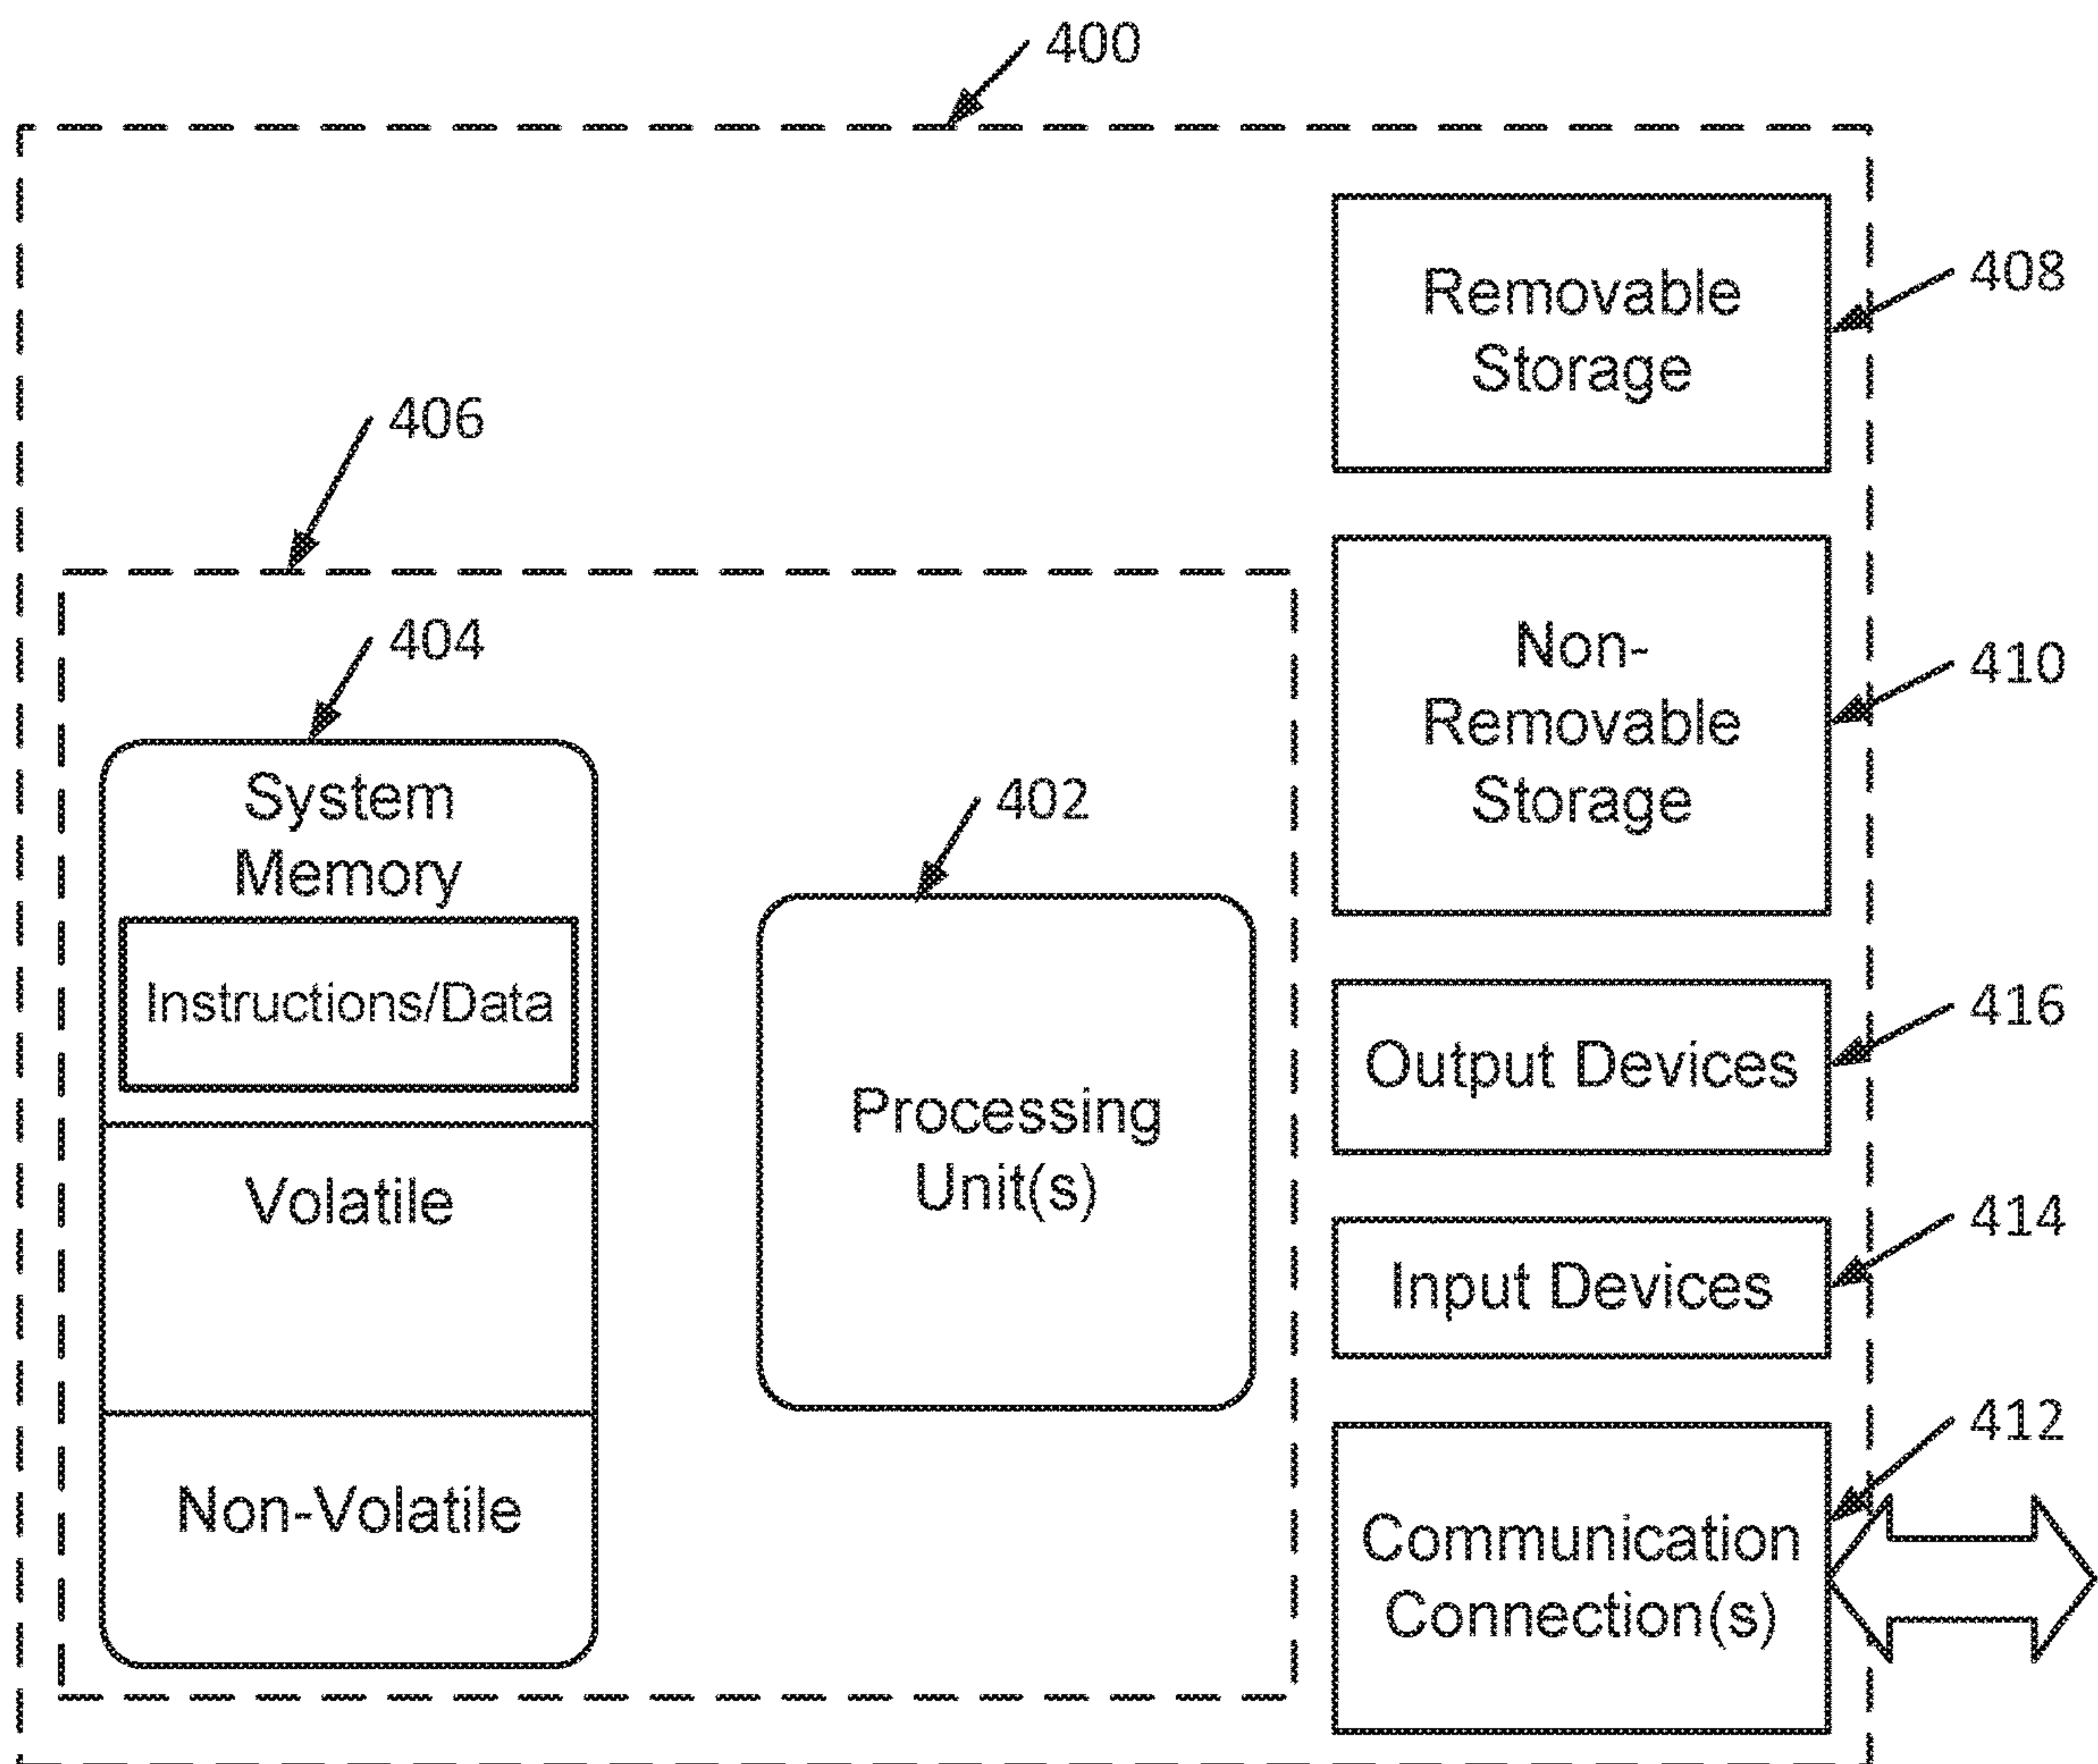 400
Removable
Storage
408
406
Non-
Removable
Storage
410
404
System
Memory
Instructions/Data
Volatile
Non-Volatile
402
Processing
Unit(s)
Output Devices
416
Input Devices
414
Communication
Connection(s)
412